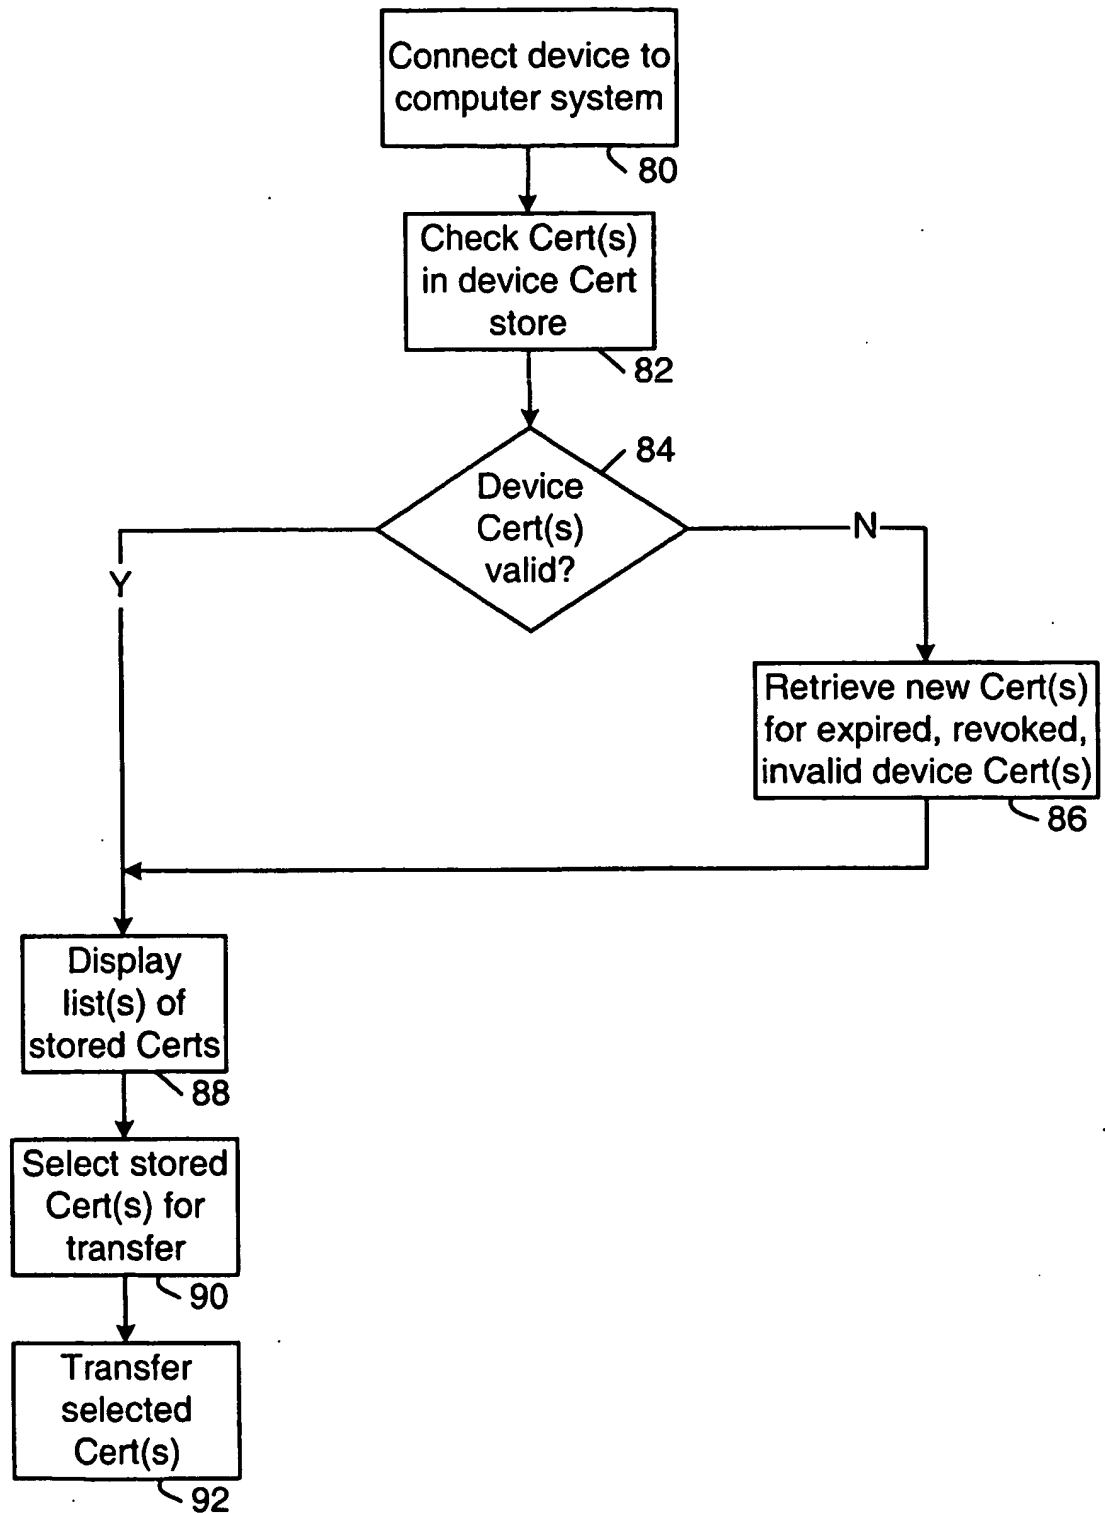 Connect device to
computer system
80
Check Cert(s)
in device Cert
store
82
84
Device
Cert(s)
valid?
N
Y
Retrieve new Cert(s)
for expired, revoked,
invalid device Cert(s)
86
Display
list(s) of
stored Certs
88
Select stored
Cert(s) for
transfer
90
Transfer
selected
Cert(s)
92